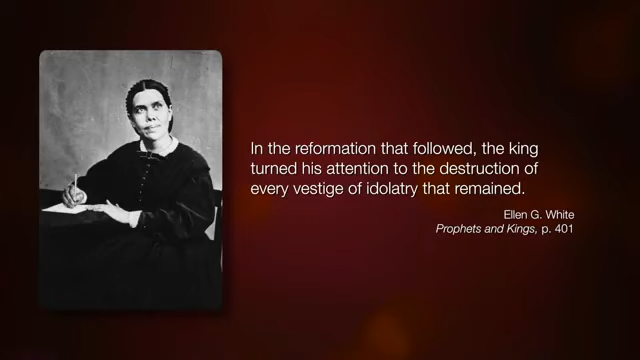 In the reformation that followed, the king
turned his attention to the destruction of
every vestige of idolatry that remained.
Ellen G. White
Prophets and Kings, p. 401